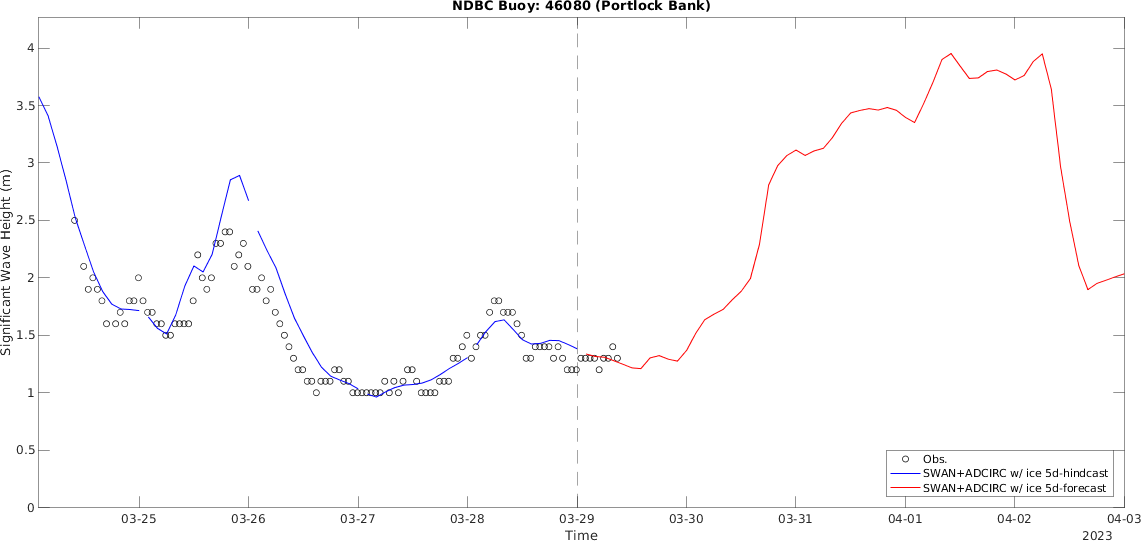 NDBC Buoy: 46080 (Portlock Bank)
Significant Wave Height (m)
4
3.5
3
2.5
2
1.5
1
0.5
0
Obs.
SWAN+ADCIRC w/ ice 5d-hindcast
SWAN+ADCIRC w/ ice 5d-forecast
03-25 03-26 03-27 03-28 03-29 03-30 03-31 04-01 04-02 04-03
Time
2023